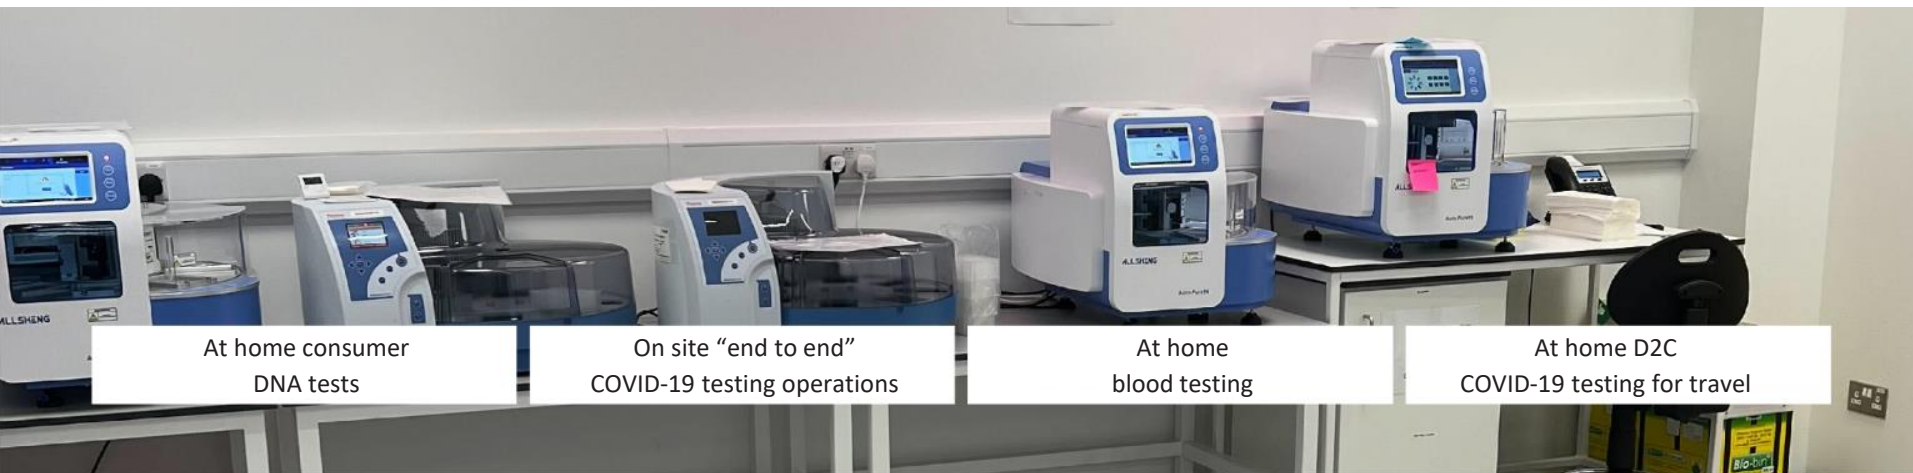 ALLSHENG
ALLSHENG
ALLS
At home consumer
DNA tests
On site “end to end”
COVID-19 testing operations
At home
blood testing
At home D2C
COVID-19 testing for travel
Bio-bin